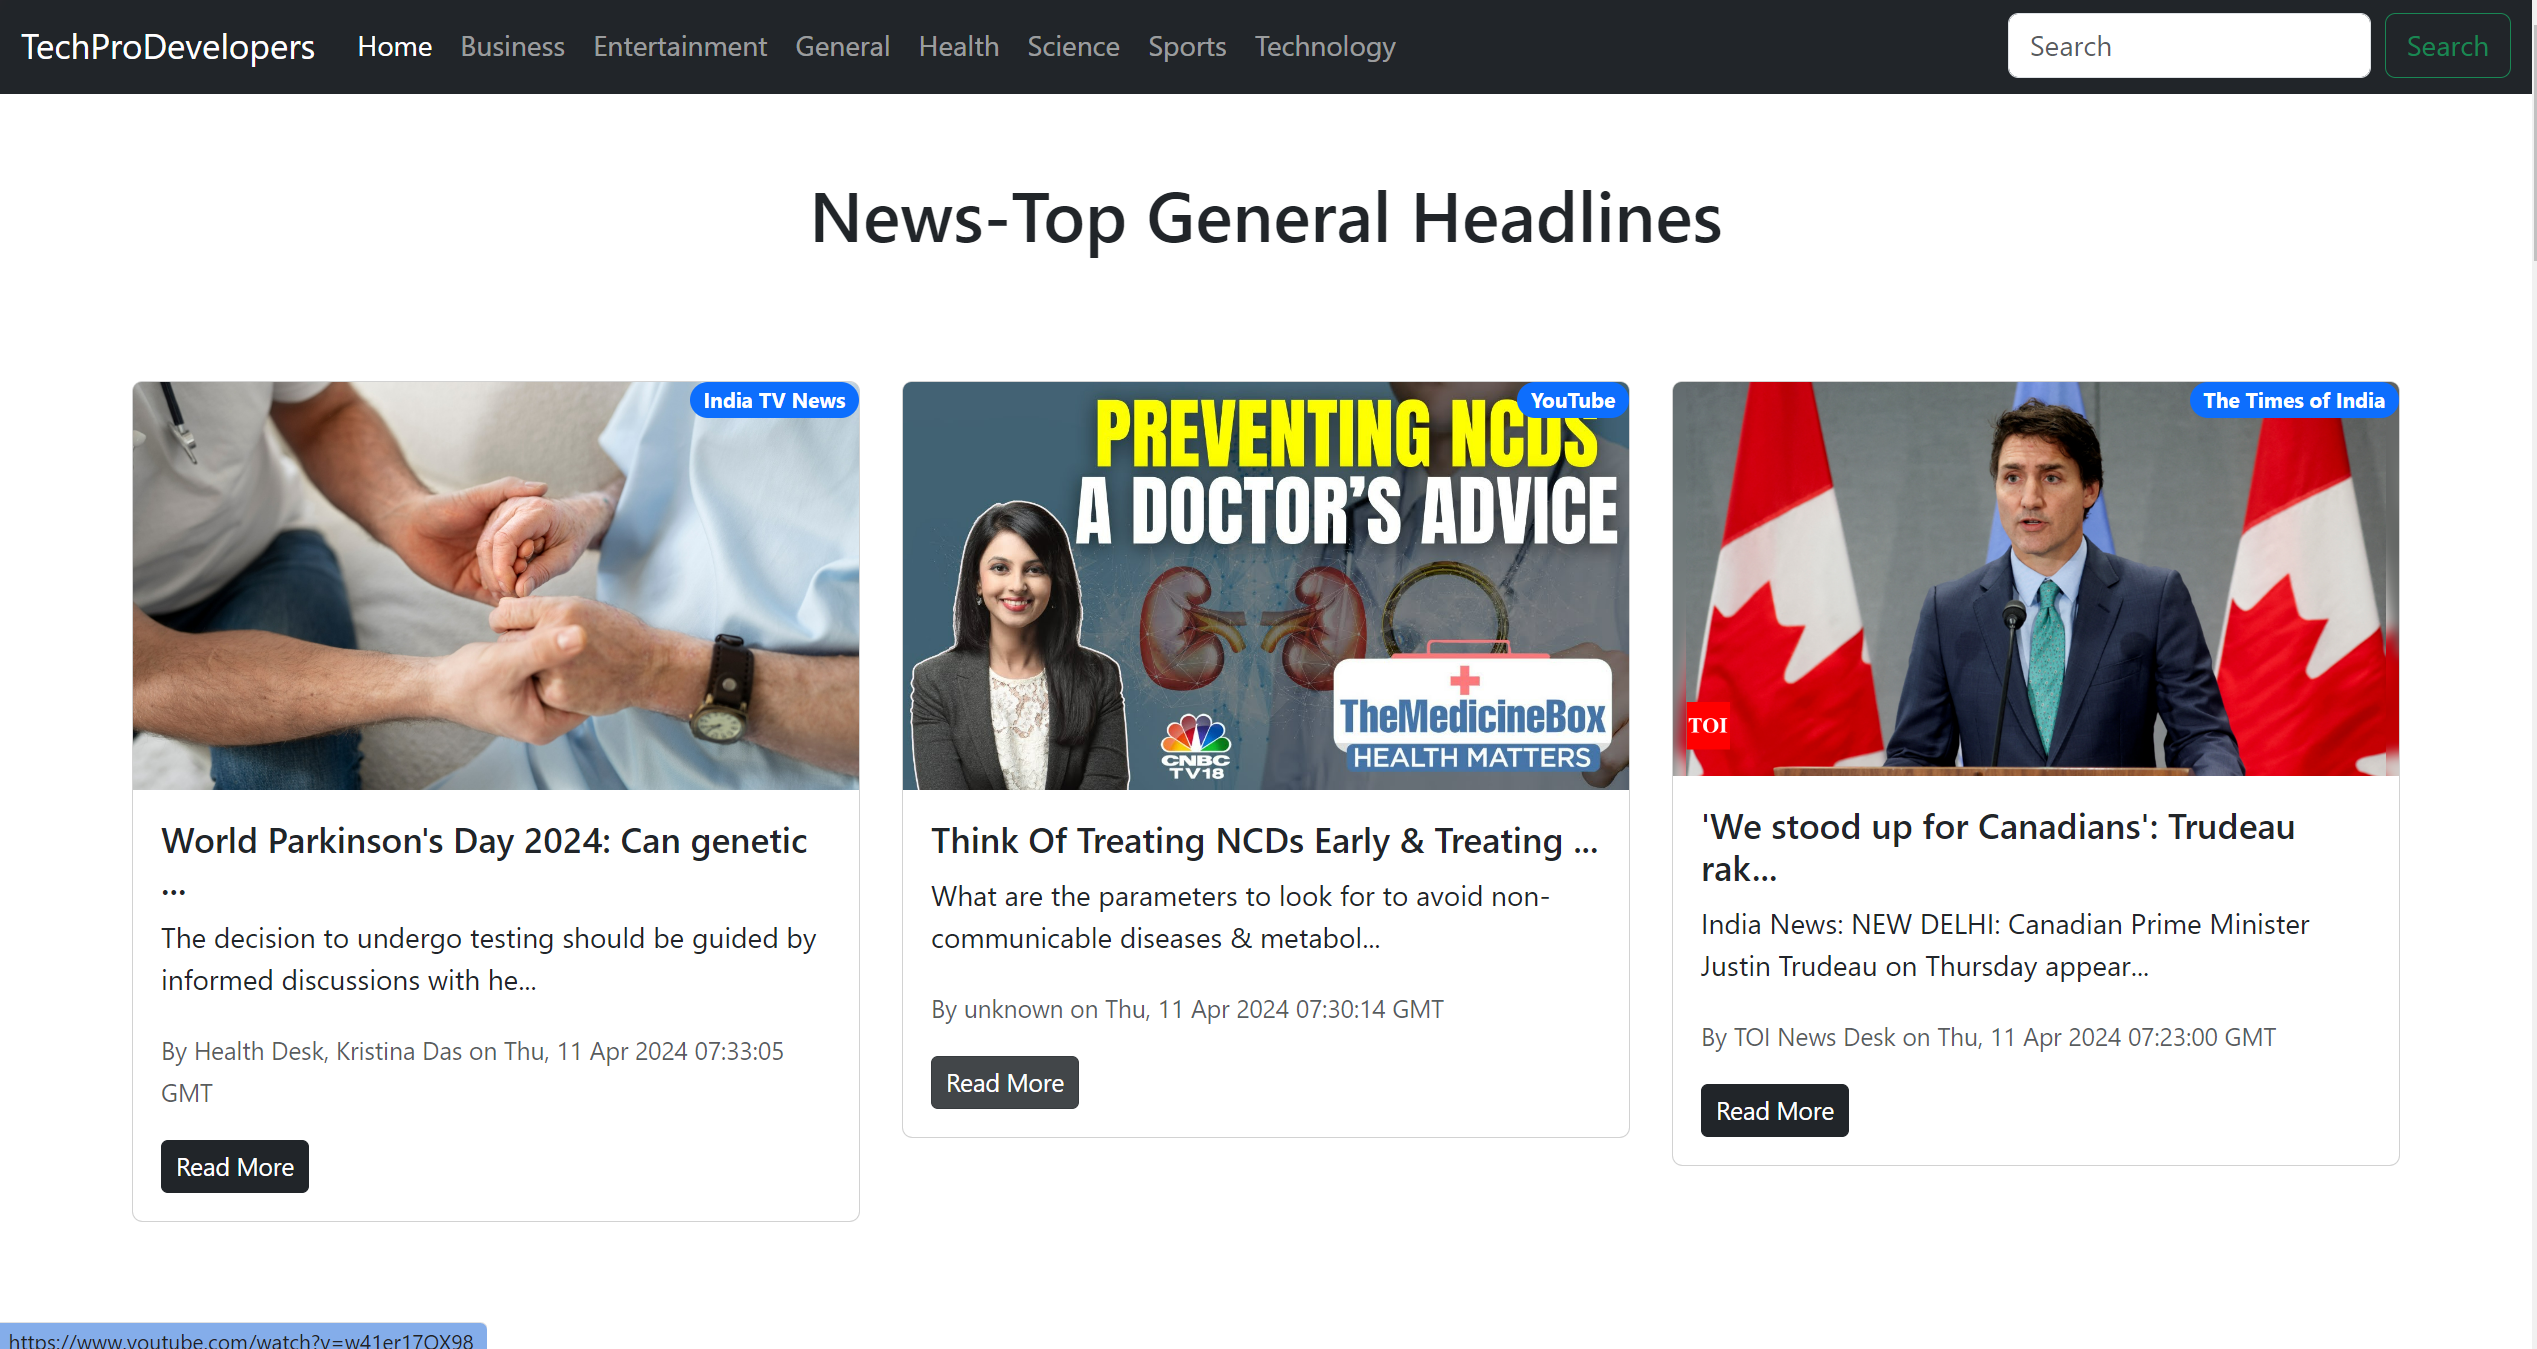 TechProDevelopers Home Business Entertainment General Health Science Sports Technology Search Search
News-Top General Headlines
India TV News
World Parkinson's Day 2024: Can genetic
...
The decision to undergo testing should be guided by
informed discussions with he...
By Health Desk, Kristina Das on Thu, 11 Apr 2024 07:33:05
GMT
Read More
YouTube
PREVENTING NCDS
A DOCTOR'S ADVICE
TheMedicineBox
HEALTH MATTERS
CNBC
TV18
Think Of Treating NCDs Early & Treating ...
What are the parameters to look for to avoid non-
communicable diseases & metabol...
By unknown on Thu, 11 Apr 2024 07:30:14 GMT
Read More
The Times of India
TOI
'We stood up for Canadians': Trudeau
rak...
India News: NEW DELHI: Canadian Prime Minister
Justin Trudeau on Thursday appear...
By TOI News Desk on Thu, 11 Apr 2024 07:23:00 GMT
Read More
https://www.youtube.com/watch?v=w41er17OX98